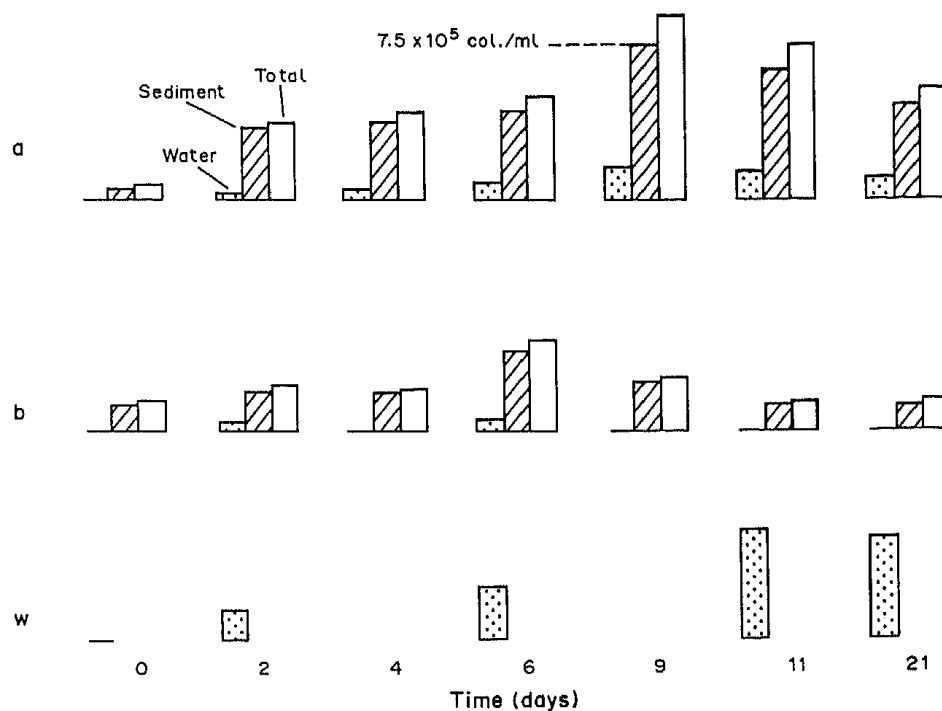 7.5 x 10⁵ col./ml
Total
Sediment
Water
a
b
w
0 2 4 6 9 11 21
Time (days)